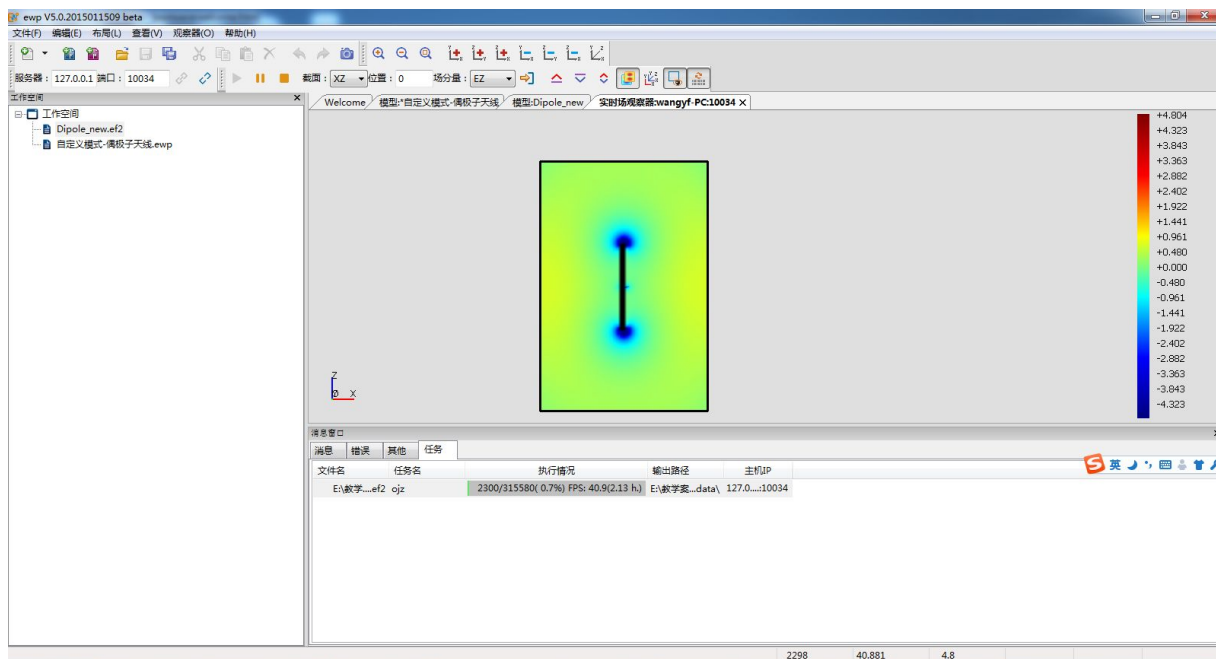 ewp V5.0.2015011509 beta
文件(F) 编辑(E) 布局(L) 查看(V) 观察器(O) 帮助(H)
服务器： 127.0.0.1 端口： 10034 截面： XZ 位置： 0 场分量： EZ
工作空间
Welcome 模型:*自定义模式-偶极子天线 模型:Dipole_new 实时场观察器:wangyf-PC:10034
工作空间
Dipole_new.ef2
自定义模式-偶极子天线.ewp
+4.804
+4.323
+3.843
+3.363
+2.882
+2.402
+1.922
+1.441
+0.961
+0.480
+0.000
-0.480
-0.961
-1.441
-1.922
-2.402
-2.882
-3.363
-3.843
-4.323
Z
X
消息窗口
消息 错误 其他 任务
文件名 任务名 执行情况 输出路径 主机IP
E:\教学....ef2 ojz 2300/315580( 0.7%) FPS: 40.9(2.13 h.) E:\教学案...data\ 127.0....:10034
英
2298 40.881 4.8